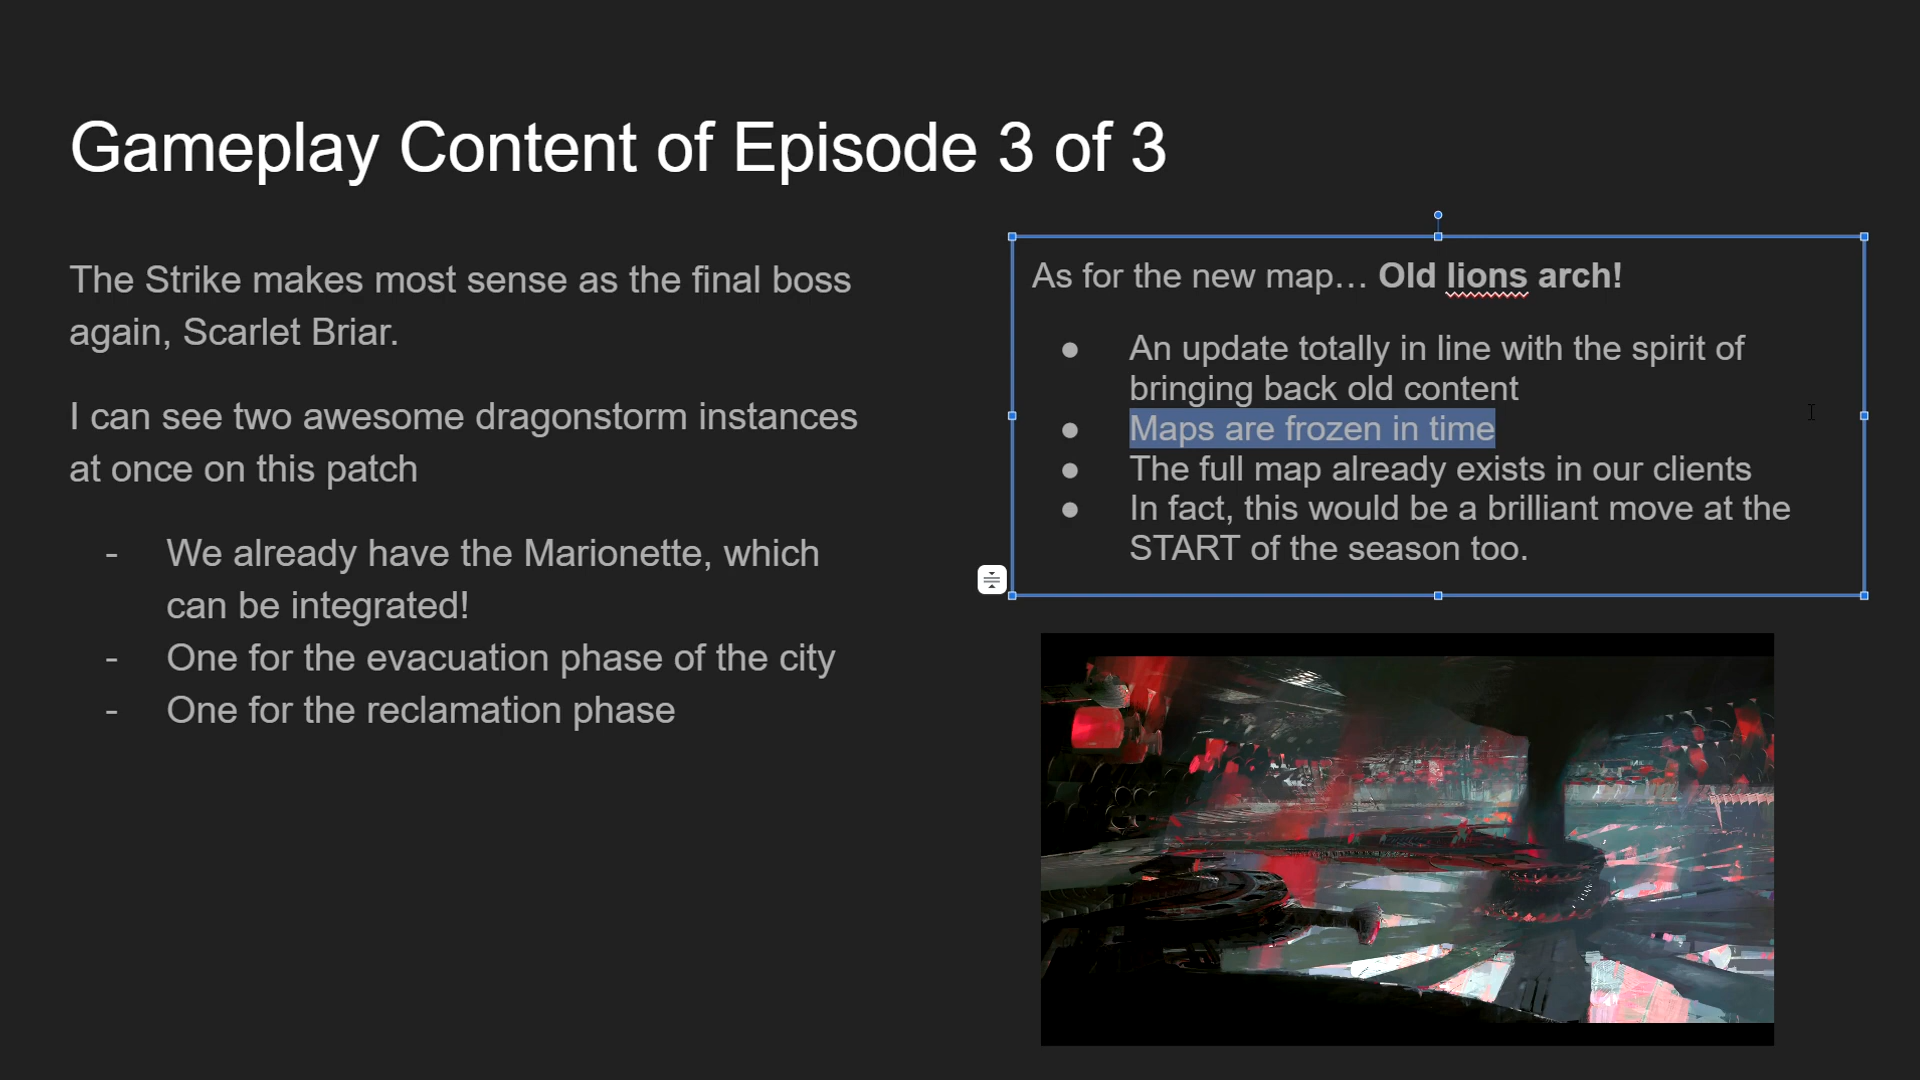 Gameplay Content of Episode 3 of 3
The Strike makes most sense as the final boss
again, Scarlet Briar.
I can see two awesome dragonstorm instances
at once on this patch
- We already have the Marionette, which
can be integrated!
- One for the evacuation phase of the city
- One for the reclamation phase
As for the new map… Old lions arch!
● An update totally in line with the spirit of
bringing back old content
● Maps are frozen in time
● The full map already exists in our clients
● In fact, this would be a brilliant move at the
START of the season too.